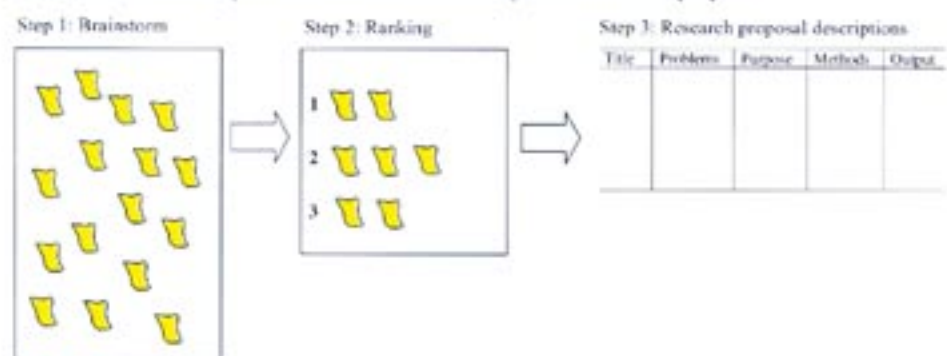 Step 1: Brainstorm
Step 2: Ranking
1
2
3
Step 3: Research proposal descriptions
Title Problems Purpose Methods Output